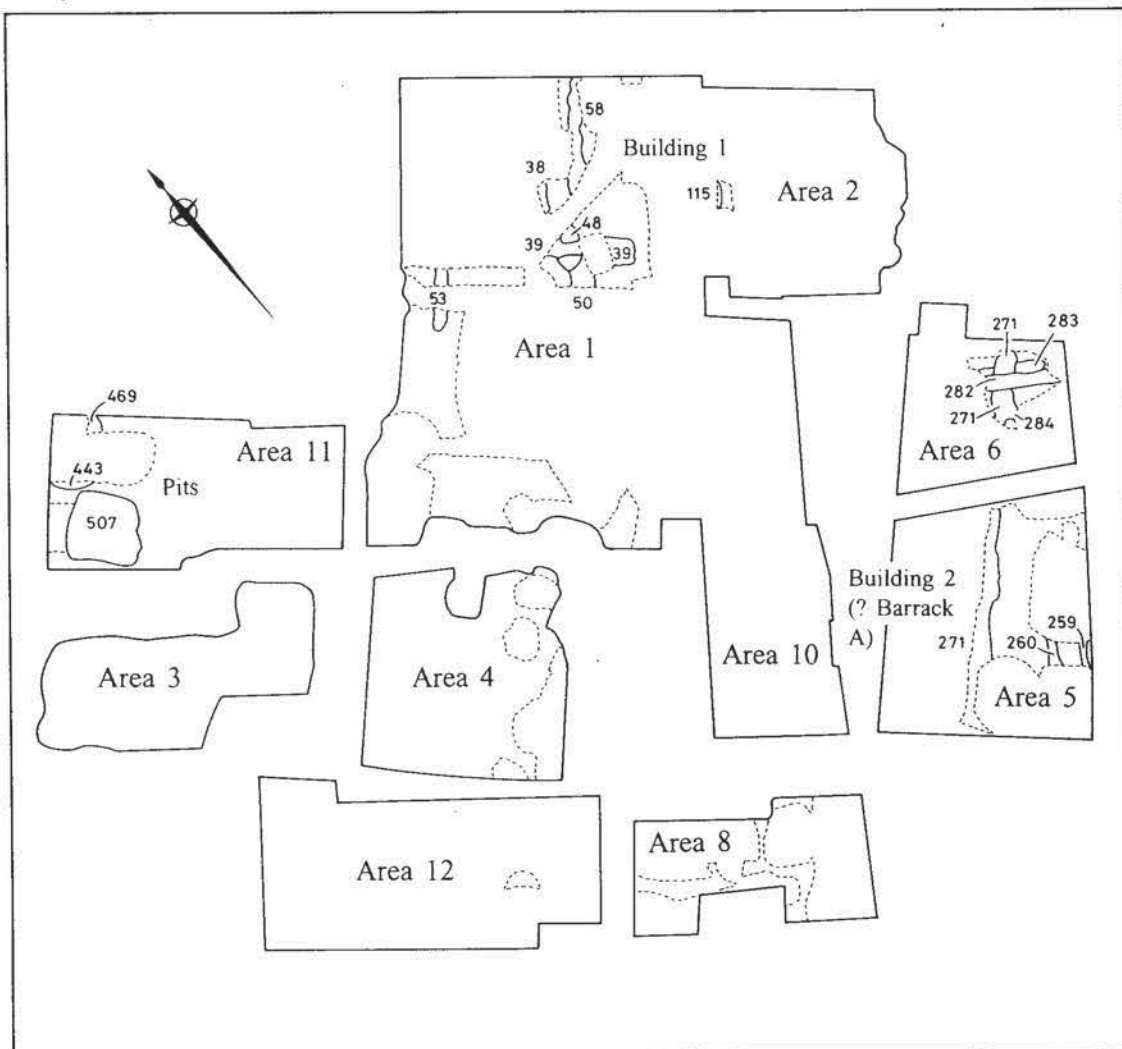 58
Building 1
38
115
Area 2
48
39
39
53
50
271
283
Area 1
282
469
271
284
Area 11
Area 6
443
Pits
507
Building 2
(? Barrack
A)
259
271
260
Area 3
Area 4
Area 10
Area 5
Area 8
Area 12